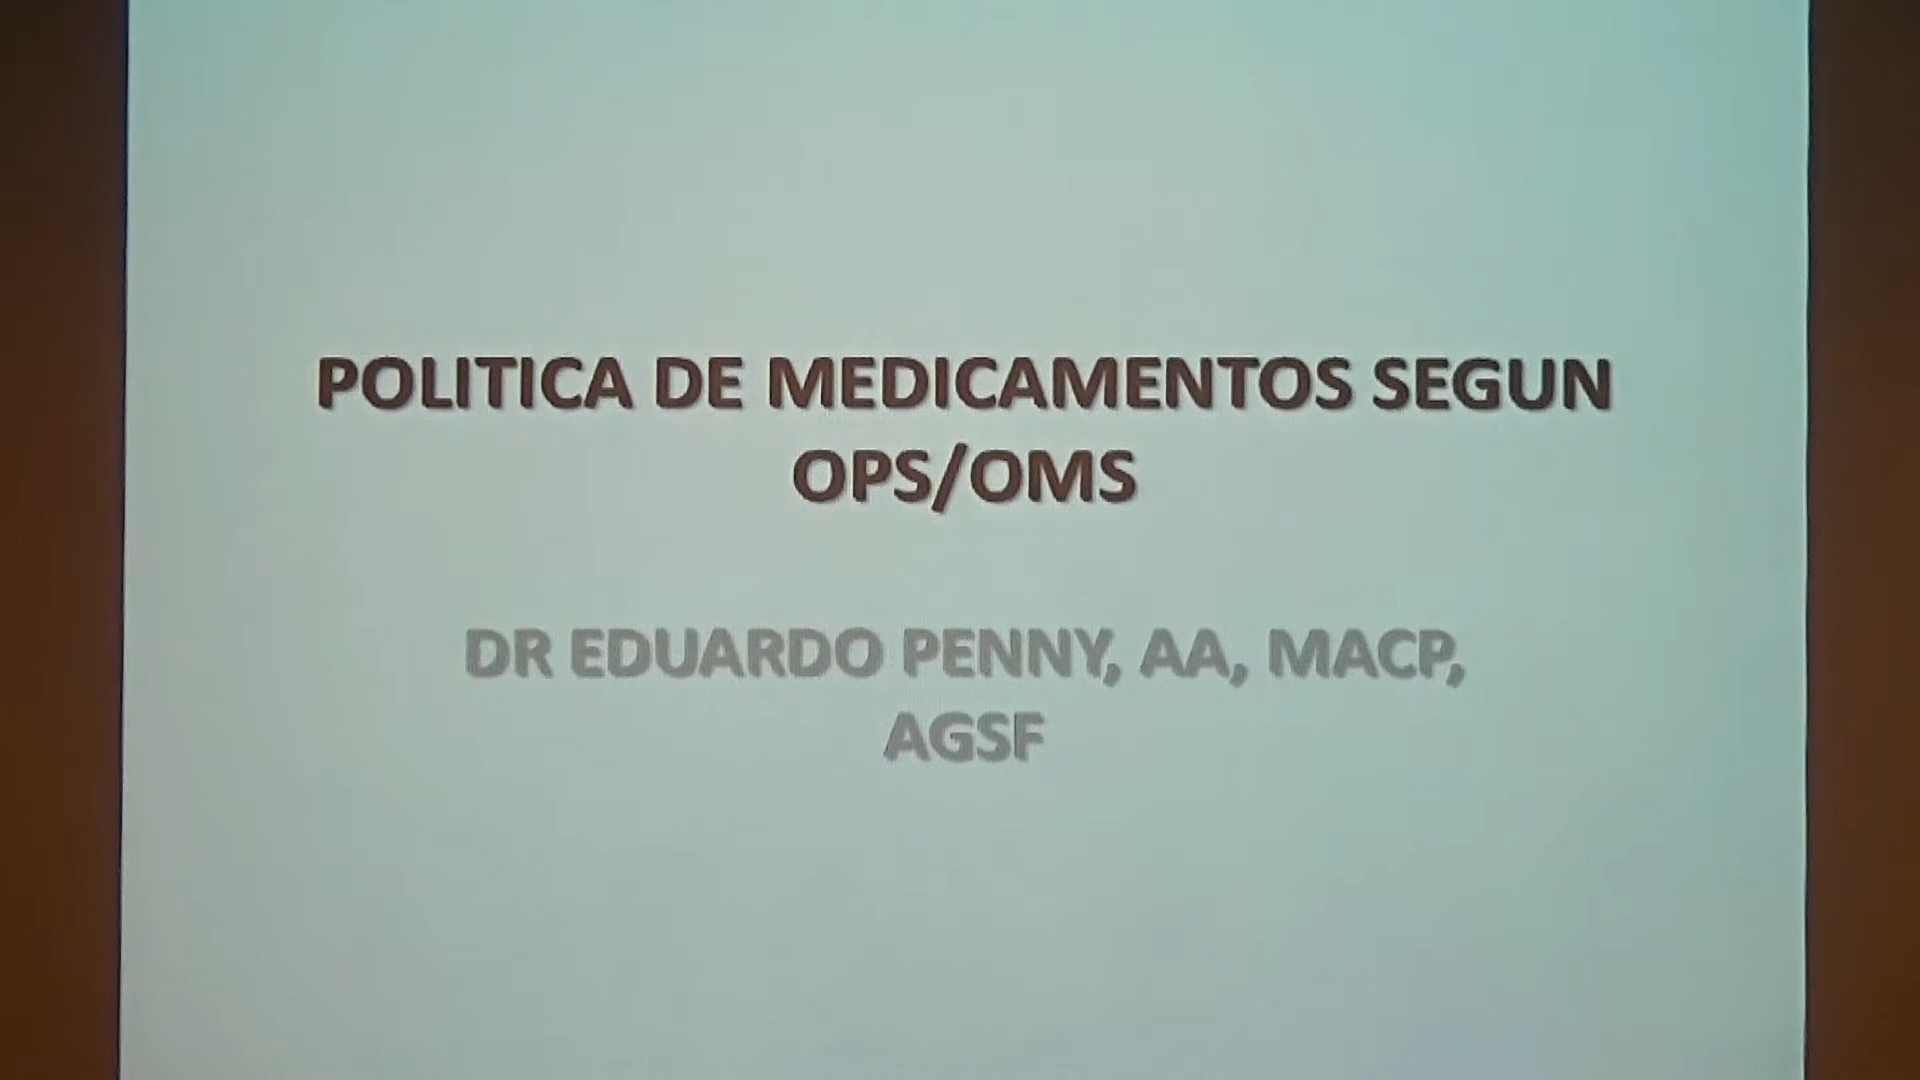 POLITICA DE MEDICAMENTOS SEGUN
OPS/OMS
DR EDUARDO PENNY, AA, MACP,
AGSF